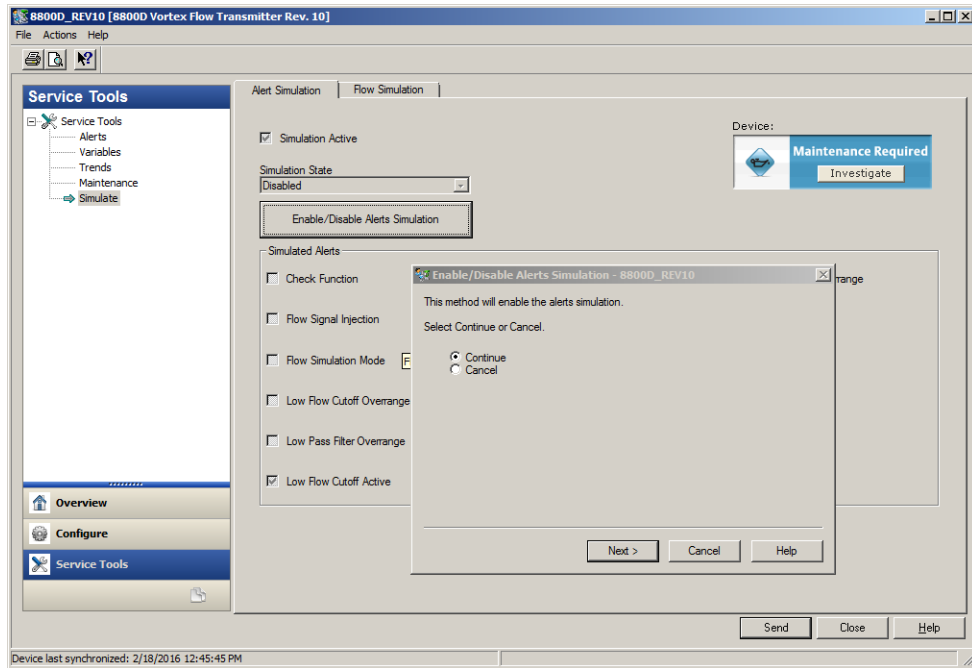 8800D_REV10 [8800D Vortex Flow Transmitter Rev. 10]
File Actions Help
Service Tools
Service Tools
Alerts
Variables
Trends
Maintenance
Simulate
Overview
Configure
Service Tools
Alert Simulation Flow Simulation
Simulation Active
Simulation State
Disabled
Enable/Disable Alerts Simulation
Device:
Maintenance Required
Investigate
Simulated Alerts
Check Function
Flow Signal Injection
Flow Simulation Mode F
Low Flow Cutoff Overrange
Low Pass Filter Overrange
Low Flow Cutoff Active
Enable/Disable Alerts Simulation - 8800D_REV10
This method will enable the alerts simulation.
Select Continue or Cancel.
Continue
Cancel
Next > Cancel Help
Send Close Help
Device last synchronized: 2/18/2016 12:45:45 PM